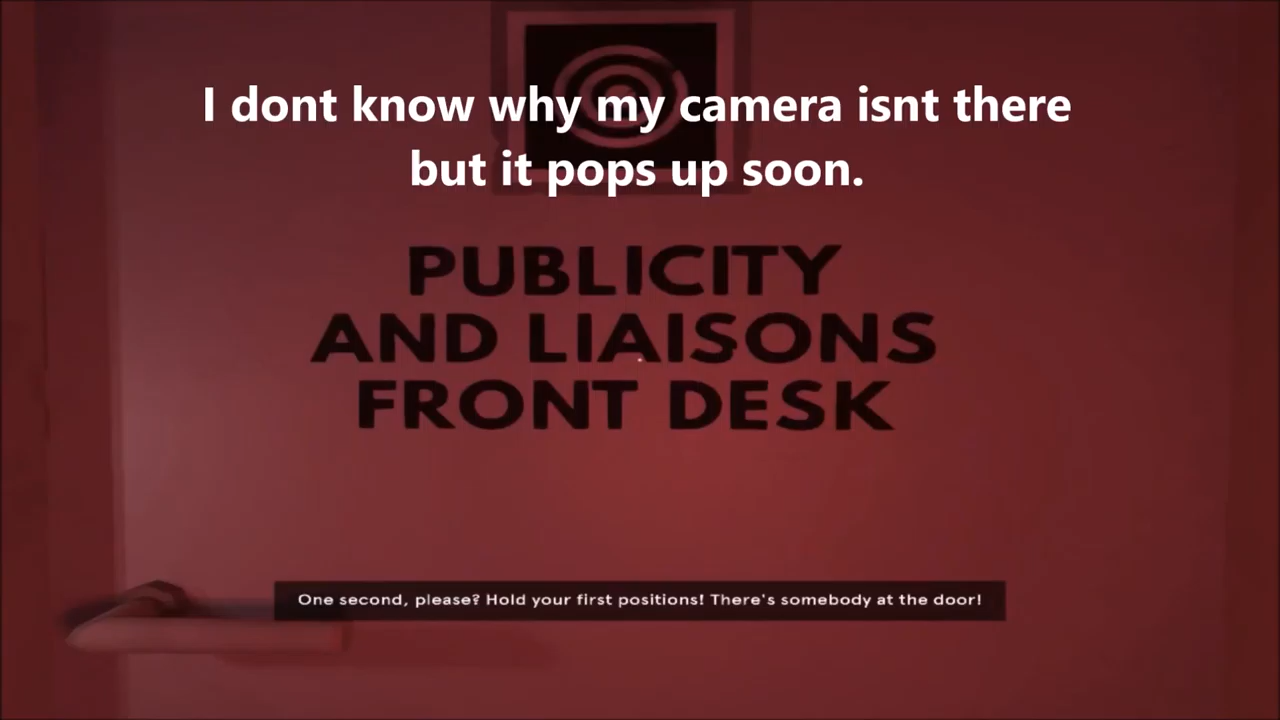 I dont know why my camera isnt there
but it pops up soon.
PUBLICITY
AND LIAISONS
FRONT DESK
One second, please? Hold your first positions! There's somebody at the door!